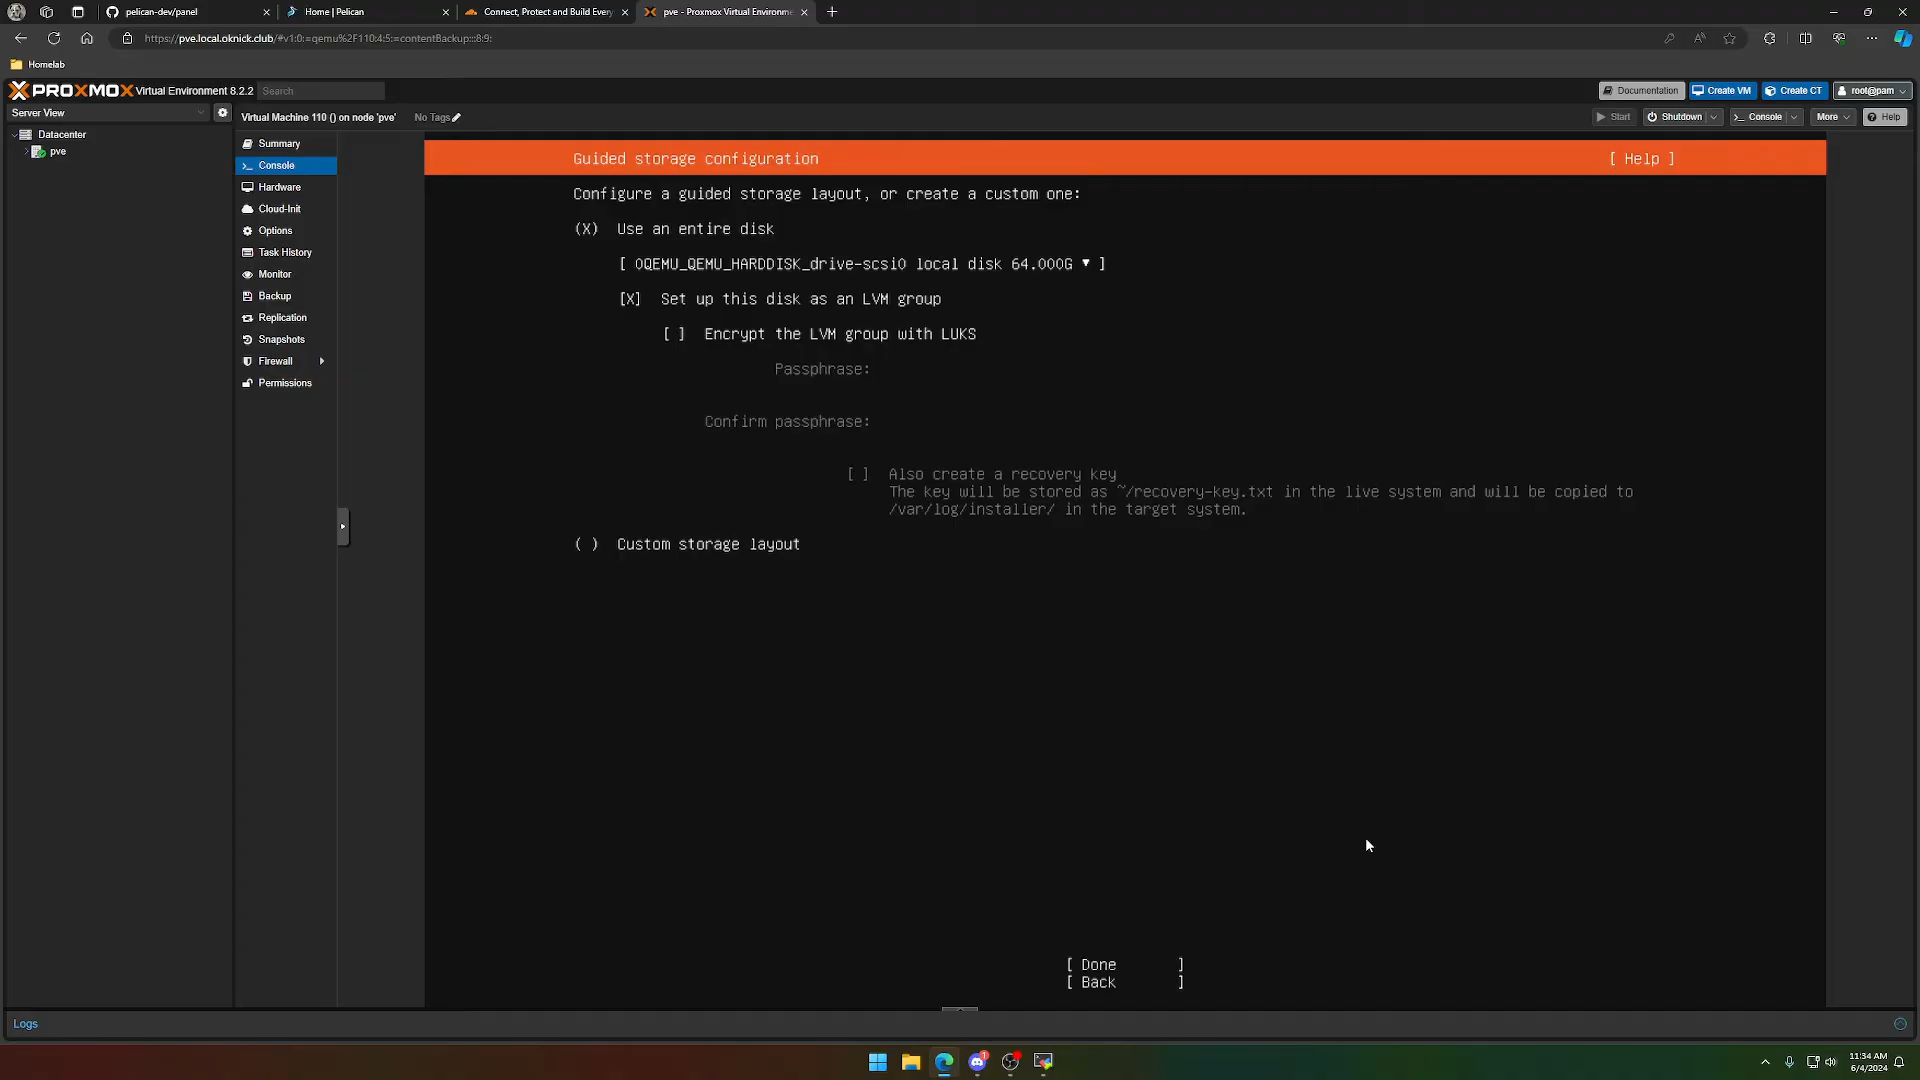 pelican-dev/panel
Home | Pelican
Connect, Protect and Build Every
pve - Proxmox Virtual Environme
https://pve.local.oknick.club/#v1:0:=qemu%2F110:4:5:=contentBackup:::8:9:
Homelab
PROXMOX Virtual Environment 8.2.2
Search
Documentation
Create VM
Create CT
root@pam
Server View
Virtual Machine 110 () on node 'pve'
No Tags
Start
Shutdown
Console
More
Help
Datacenter
pve
Summary
Console
Hardware
Cloud-Init
Options
Task History
Monitor
Backup
Replication
Snapshots
Firewall
Permissions
Guided storage configuration [ Help ]
Configure a guided storage layout, or create a custom one:
(X) Use an entire disk
[ 0QEMU_QEMU_HARDDISK_drive-scsi0 local disk 64.000G ▾ ]
[X] Set up this disk as an LVM group
[ ] Encrypt the LVM group with LUKS
Passphrase:
Confirm passphrase:
[ ] Also create a recovery key
The key will be stored as ~/recovery-key.txt in the live system and will be copied to
/var/log/installer/ in the target system.
( ) Custom storage layout
[ Done ]
[ Back ]
Logs
1
11:34 AM
6/4/2024